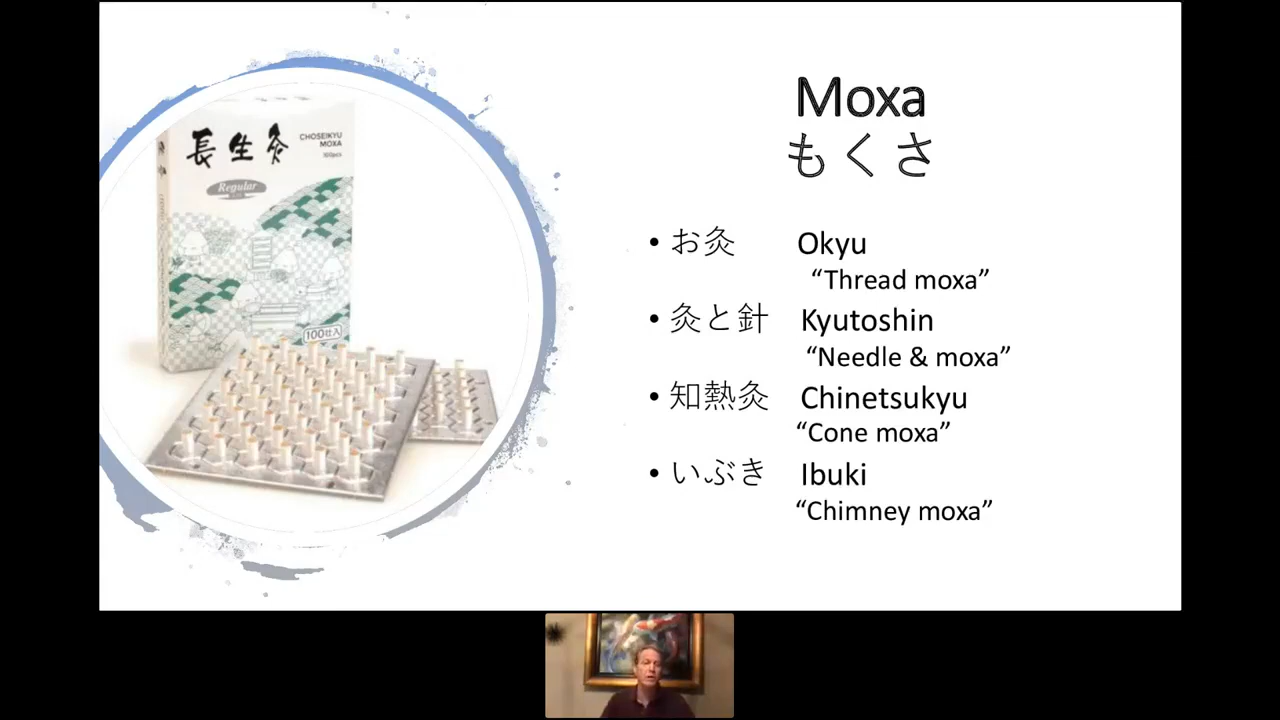 長生灸
CHOSEIKYU
MOXA
100pcs
Regular
100壮入
Moxa
もくさ
• お灸 Okyu
“Thread moxa”
• 灸と針 Kyutoshin
“Needle & moxa”
• 知熱灸 Chinetsukyu
“Cone moxa”
• いぶき Ibuki
“Chimney moxa”